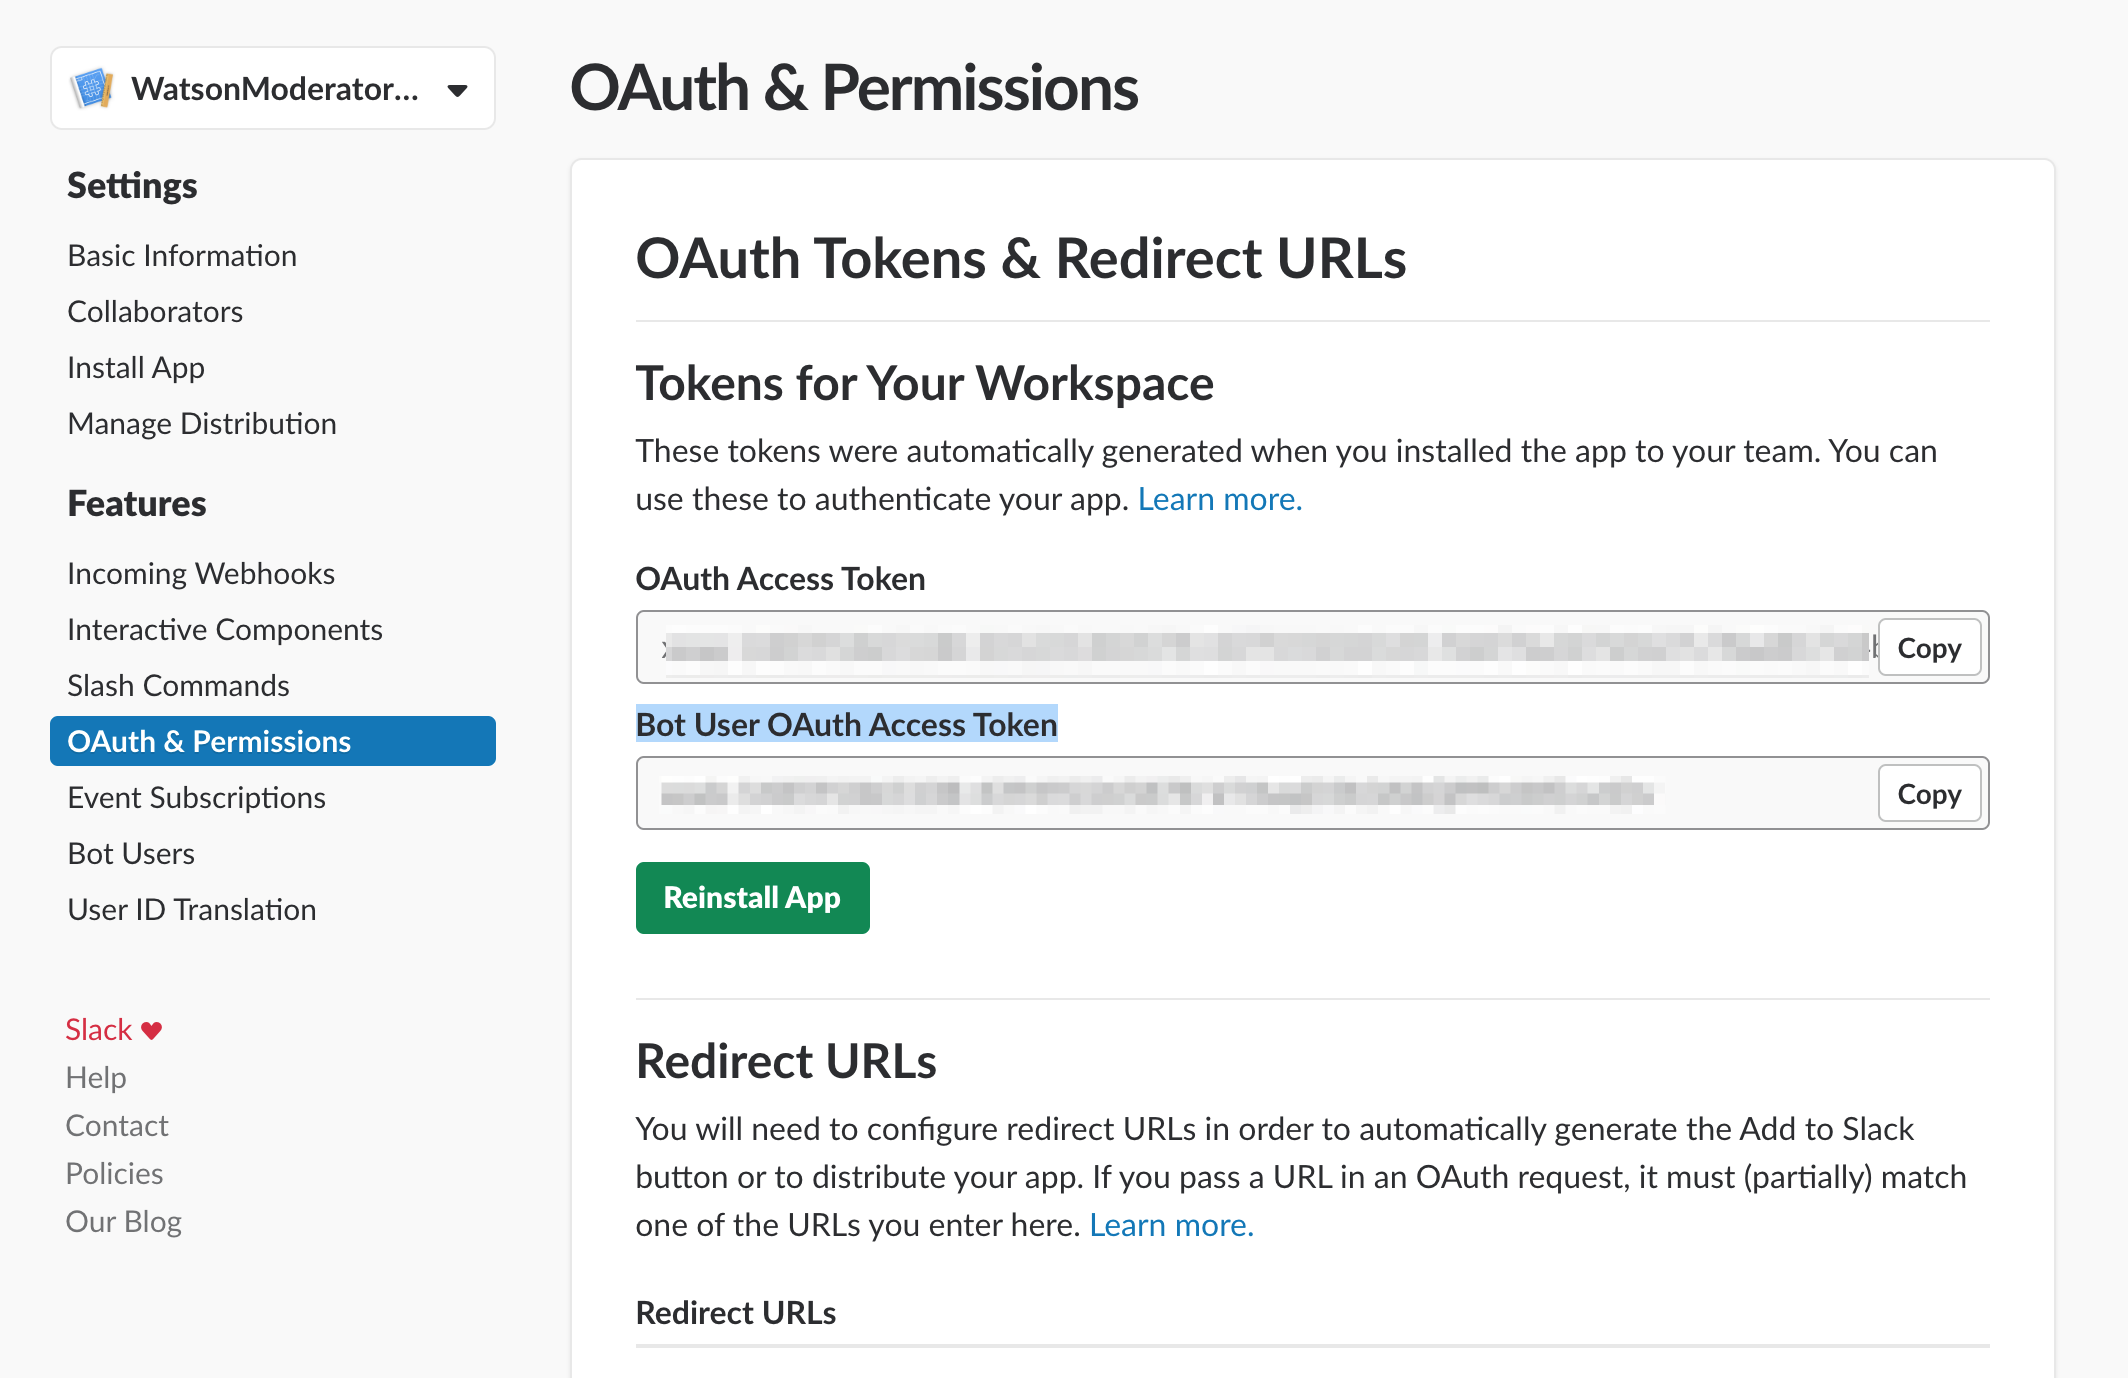 WatsonModerator...
Settings
Basic Information
Collaborators
Install App
Manage Distribution
Features
Incoming Webhooks
Interactive Components
Slash Commands
OAuth & Permissions
Event Subscriptions
Bot Users
User ID Translation
Slack
Help
Contact
Policies
Our Blog
OAuth & Permissions
OAuth Tokens & Redirect URLs
Tokens for Your Workspace
These tokens were automatically generated when you installed the app to your team. You can
use these to authenticate your app. Learn more.
OAuth Access Token
Copy
Bot User OAuth Access Token
Copy
Reinstall App
Redirect URLs
You will need to configure redirect URLs in order to automatically generate the Add to Slack
button or to distribute your app. If you pass a URL in an OAuth request, it must (partially) match
one of the URLs you enter here. Learn more.
Redirect URLs